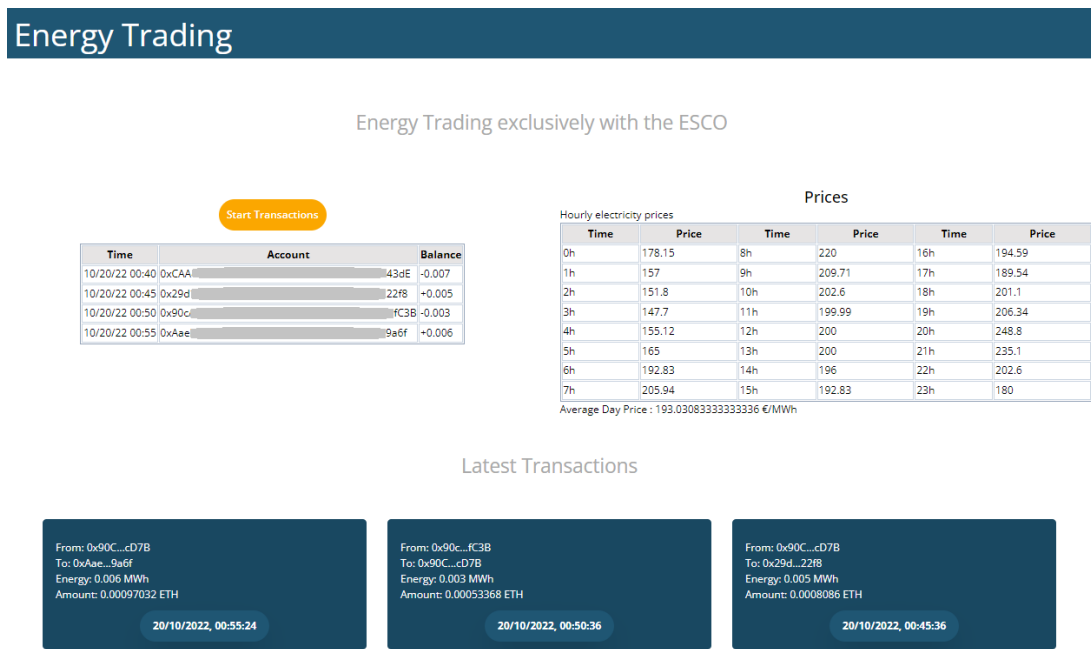 Energy Trading
Energy Trading exclusively with the ESCO
Start Transactions
Time Account Balance
10/20/22 00:40 0xCAA 43dE -0.007
10/20/22 00:45 0x29d 22f8 +0.005
10/20/22 00:50 0x90c fC3B -0.003
10/20/22 00:55 0xAae 9a6f +0.006
Prices
Hourly electricity prices
Time Price Time Price Time Price
0h 178.15 8h 220 16h 194.59
1h 157 9h 209.71 17h 189.54
2h 151.8 10h 202.6 18h 201.1
3h 147.7 11h 199.99 19h 206.34
4h 155.12 12h 200 20h 248.8
5h 165 13h 200 21h 235.1
6h 192.83 14h 196 22h 202.6
7h 205.94 15h 192.83 23h 180
Average Day Price : 193.03083333333336 €/MWh
Latest Transactions
From: 0x90C...cD7B
To: 0xAae...9a6f
Energy: 0.006 MWh
Amount: 0.00097032 ETH
20/10/2022, 00:55:24
From: 0x90c...fC3B
To: 0x90C...cD7B
Energy: 0.003 MWh
Amount: 0.00053368 ETH
20/10/2022, 00:50:36
From: 0x90C...cD7B
To: 0x29d...22f8
Energy: 0.005 MWh
Amount: 0.0008086 ETH
20/10/2022, 00:45:36